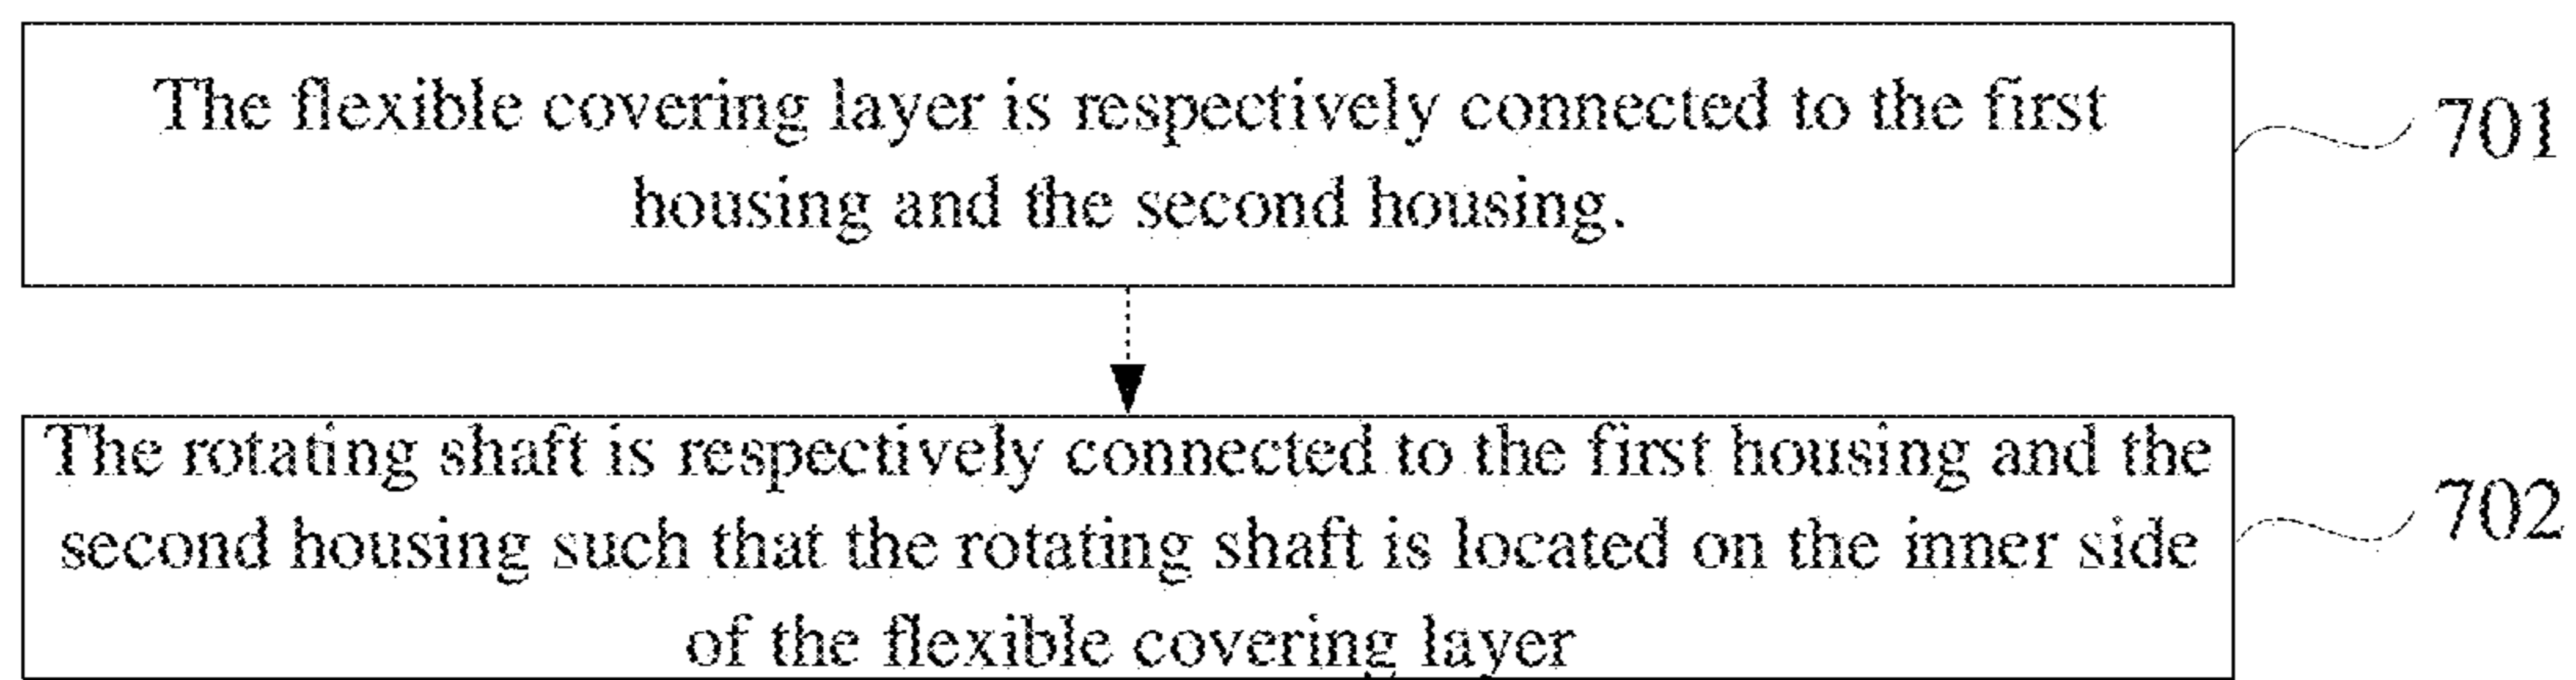 The flexible covering layer is respectively connected to the first
housing and the second housing.
701
The rotating shaft is respectively connected to the first housing and the
second housing such that the rotating shaft is located on the inner side
of the flexible covering layer
702